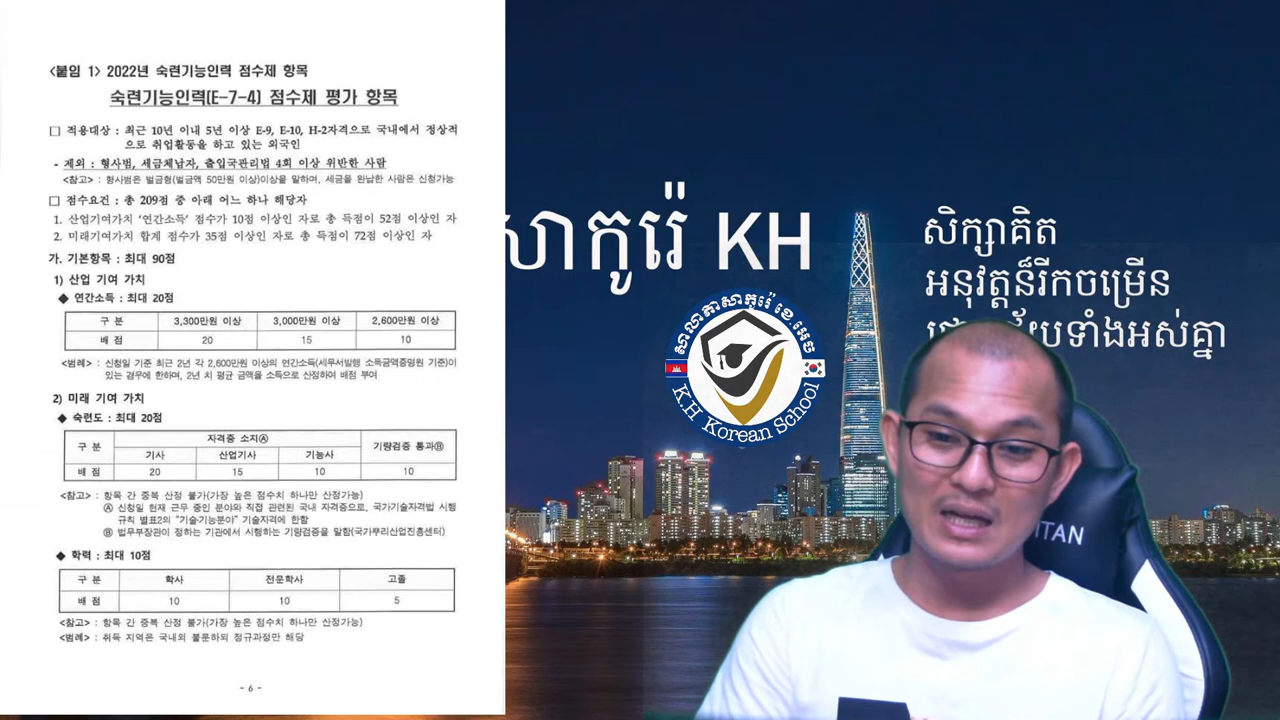 <붙임 1> 2022년 숙련기능인력 점수제 항목
숙련기능인력(E-7-4) 점수제 평가 항목
□ 적용대상 : 최근 10년 이내 5년 이상 E-9, E-10, H-2자격으로 국내에서 정상적
으로 취업활동을 하고 있는 외국인
- 제외 : 형사범, 세금체납자, 출입국관리법 4회 이상 위반한 사람
<참고> : 형사범은 벌금형(벌금액 50만원 이상)이상을 말하며, 세금을 완납한 사람은 신청가능
□ 점수요건 : 총 209점 중 아래 어느 하나 해당자
1. 산업기여가치 '연간소득' 점수가 10점 이상인 자로 총 득점이 52점 이상인 자
2. 미래기여가치 합계 점수가 35점 이상인 자로 총 득점이 72점 이상인 자
가. 기본항목 : 최대 90점
1) 산업 기여 가치
◆ 연간소득 : 최대 20점
구 분 3,300만원 이상 3,000만원 이상 2,600만원 이상
배 점 20 15 10
<범례> : 신청일 기준 최근 2년 각 2,600만원 이상의 연간소득(세무서발행 소득금액증명원 기준)이
있는 경우에 한하며, 2년 치 평균 금액을 소득으로 산정하여 배점 부여
2) 미래 기여 가치
◆ 숙련도 : 최대 20점
구 분 자격증 소지Ⓐ 기량검증 통과Ⓑ
기사 산업기사 기능사
배 점 20 15 10 10
<참고> : 항목 간 중복 산정 불가(가장 높은 점수치 하나만 산정가능)
Ⓐ 신청일 현재 근무 중인 분야와 직접 관련된 국내 자격증으로, 국가기술자격법 시행
규칙 별표2의 "기술·기능분야" 기술자격에 한함
Ⓑ 법무부장관이 정하는 기관에서 시행하는 기량검증을 말함(국가뿌리산업진흥센터)
◆ 학력 : 최대 10점
구 분 학사 전문학사 고졸
배 점 10 10 5
<참고> : 항목 간 중복 산정 불가(가장 높은 점수치 하나만 산정가능)
<범례> : 취득 지역은 국내외 불문하되 정규과정만 해당
- 6 -
សាកូរ៉េ KH
សាលាភាសាកូរ៉េ ខេ.អេច
K.H Korean School
សិក្សាគិត
អនុវត្តន៍រីកចម្រើន
ទាំងអស់គ្នា